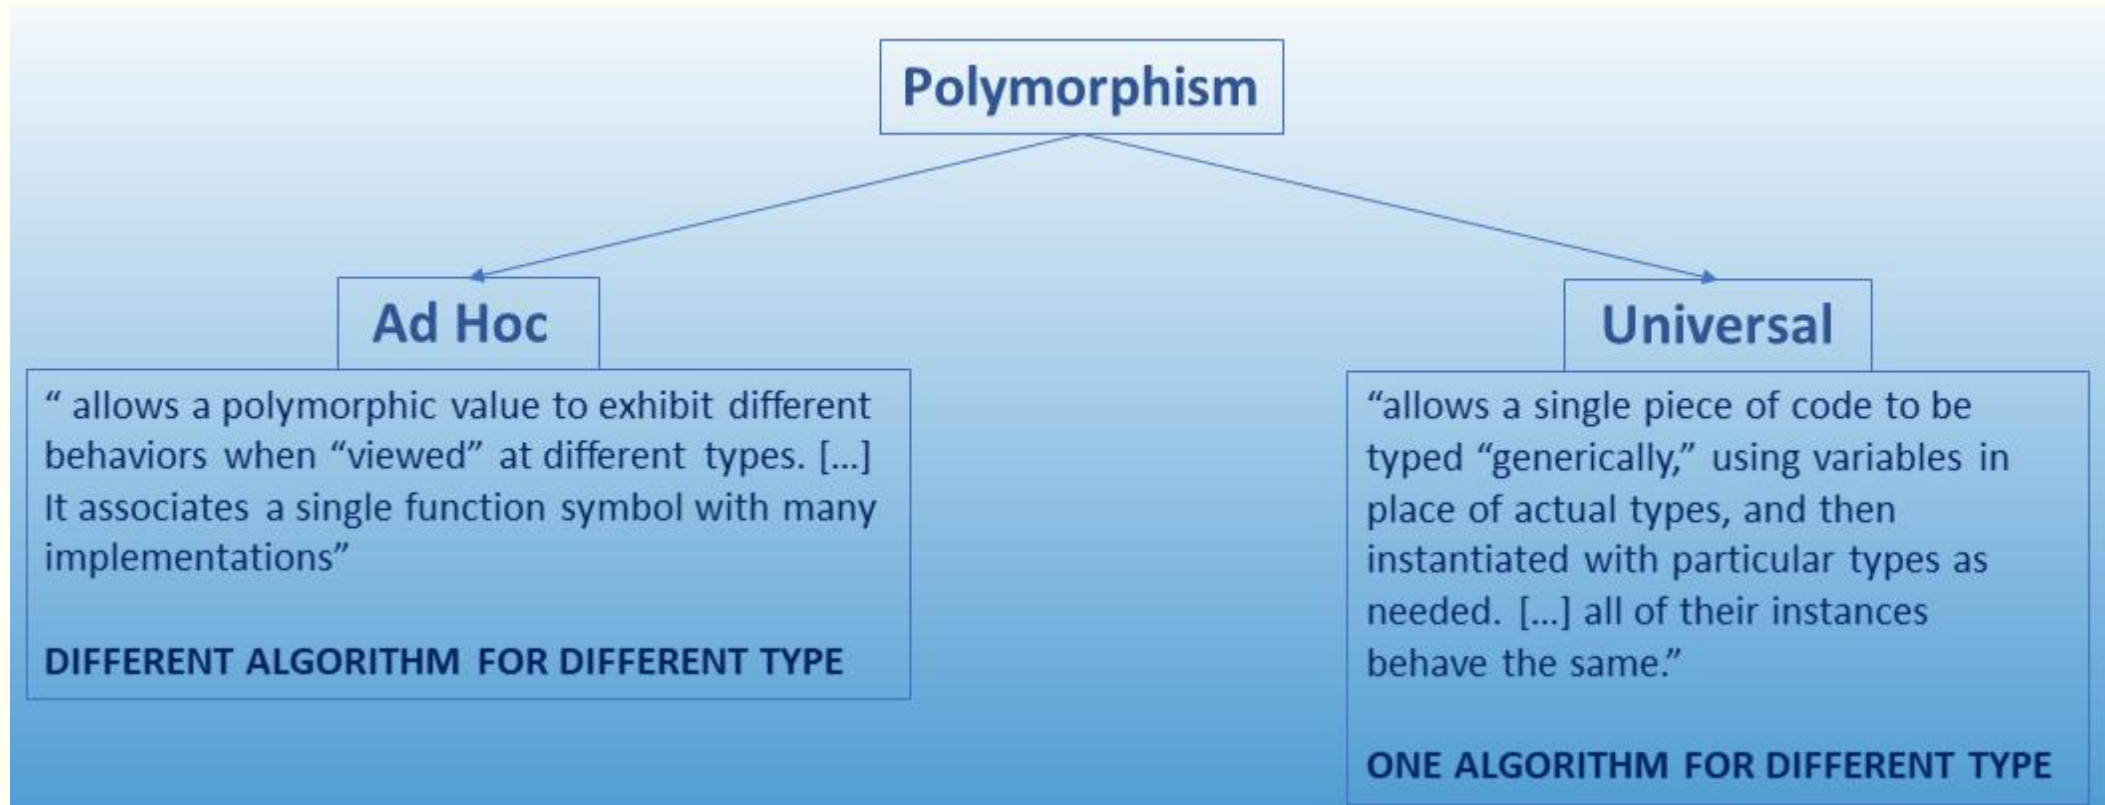 Polymorphism
Ad Hoc
“ allows a polymorphic value to exhibit different
behaviors when “viewed” at different types. [...]
It associates a single function symbol with many
implementations”
DIFFERENT ALGORITHM FOR DIFFERENT TYPE
Universal
“allows a single piece of code to be
typed “generically,” using variables in
place of actual types, and then
instantiated with particular types as
needed. [...] all of their instances
behave the same.”
ONE ALGORITHM FOR DIFFERENT TYPE